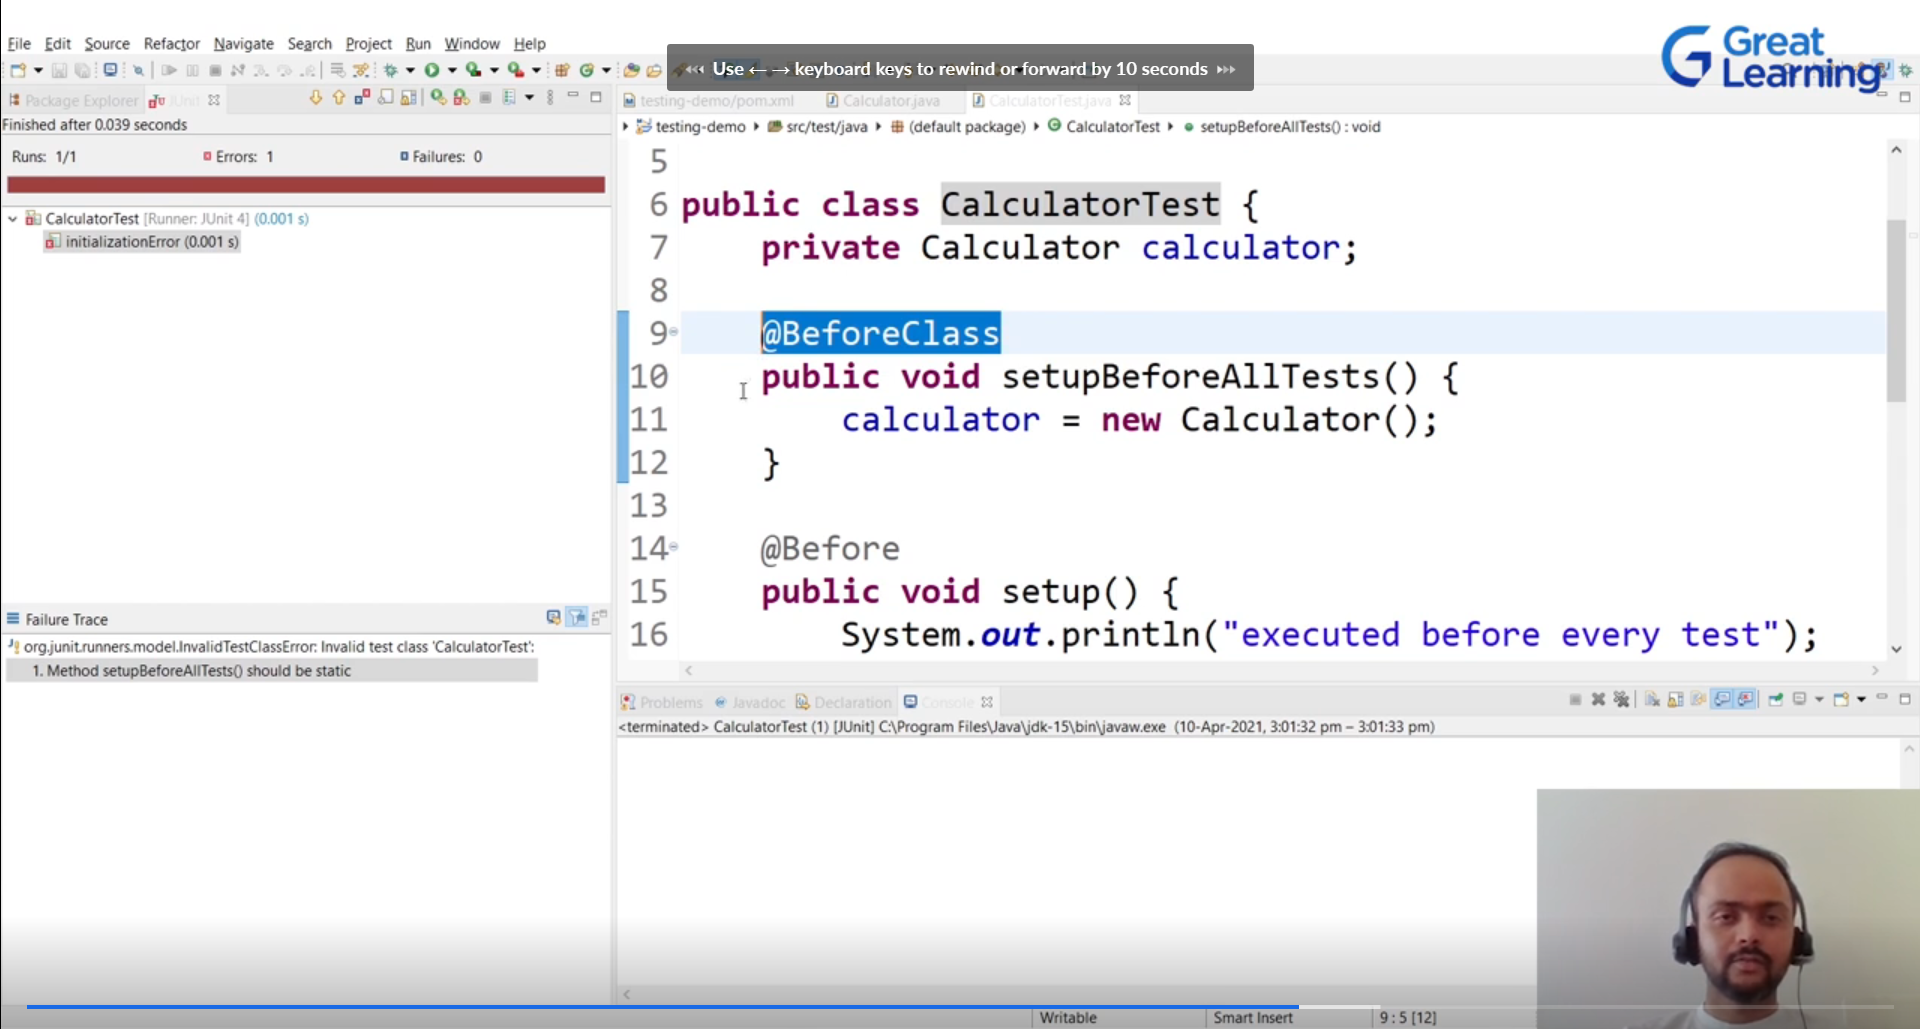 File Edit Source Refactor Navigate Search Project Run Window Help
Use ← → keyboard keys to rewind or forward by 10 seconds
Great Learning
Package Explorer JUnit
testing-demo/pom.xml Calculator.java CalculatorTest.java
Finished after 0.039 seconds
testing-demo src/test/java (default package) CalculatorTest setupBeforeAllTests() : void
Runs: 1/1 Errors: 1 Failures: 0
CalculatorTest [Runner: JUnit 4] (0.001 s)
initializationError (0.001 s)
5
6 public class CalculatorTest {
7 private Calculator calculator;
8
9 @BeforeClass
10 public void setupBeforeAllTests() {
11 calculator = new Calculator();
12 }
13
14 @Before
15 public void setup() {
16 System.out.println("executed before every test");
Failure Trace
org.junit.runners.model.InvalidTestClassError: Invalid test class 'CalculatorTest':
1. Method setupBeforeAllTests() should be static
Problems Javadoc Declaration Console
<terminated> CalculatorTest (1) [JUnit] C:\Program Files\Java\jdk-15\bin\javaw.exe (10-Apr-2021, 3:01:32 pm – 3:01:33 pm)
Writable Smart Insert 9 : 5 [12]